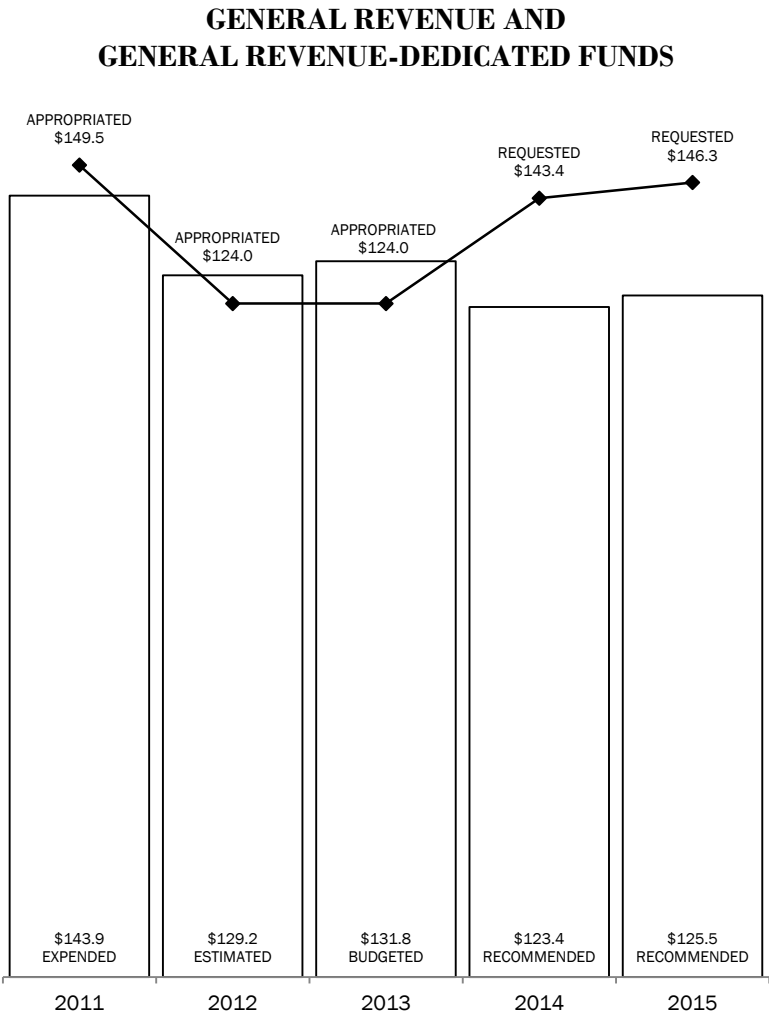 GENERAL REVENUE AND
GENERAL REVENUE-DEDICATED FUNDS
APPROPRIATED
$149.5
APPROPRIATED
$124.0
APPROPRIATED
$124.0
REQUESTED
$143.4
REQUESTED
$146.3
$143.9
EXPENDED
$129.2
ESTIMATED
$131.8
BUDGETED
$123.4
RECOMMENDED
$125.5
RECOMMENDED
2011
2012
2013
2014
2015